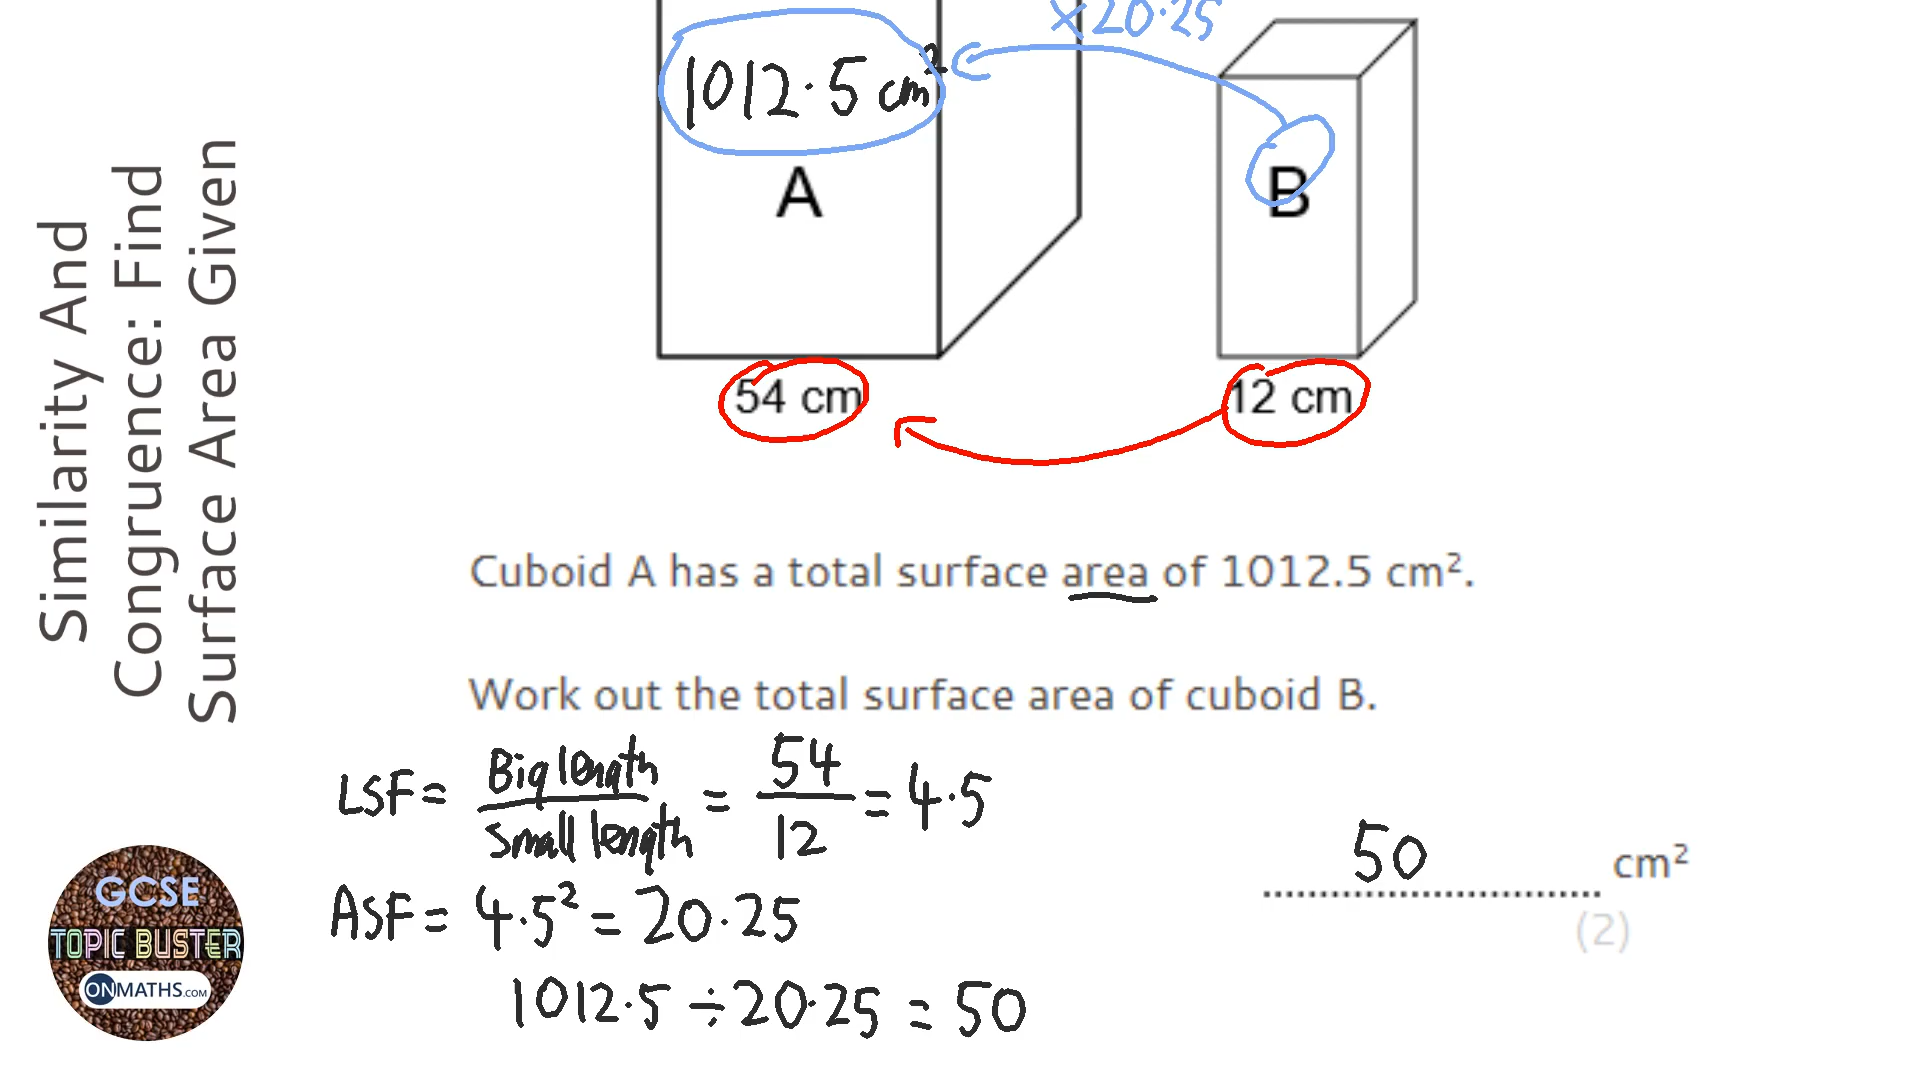 ×20.25
1012.5 cm²
A
B
54 cm
12 cm
Similarity And
Congruence: Find
Surface Area Given
Cuboid A has a total surface area of 1012.5 cm².
Work out the total surface area of cuboid B.
LSF = Big length / Small length = 54 / 12 = 4.5
50 cm²
(2)
ASF = 4.5² = 20.25
1012.5 ÷ 20.25 = 50
GCSE
TOPIC BUSTER
ONMATHS.COM